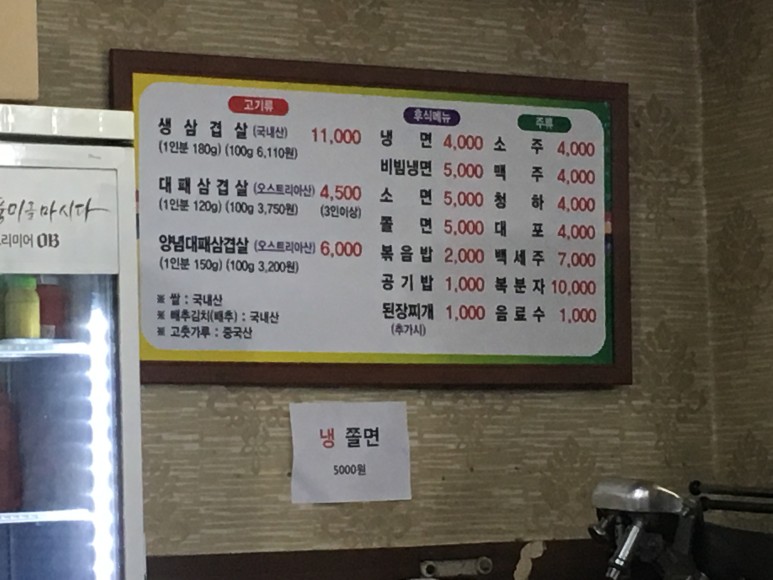 고기류
생삼겹살 (국내산) 11,000
(1인분 180g) (100g 6,110원)
대패삼겹살 (오스트리아산) 4,500
(1인분 120g) (100g 3,750원) (3인이상)
양념대패삼겹살 (오스트리아산) 6,000
(1인분 150g) (100g 3,200원)
※ 쌀 : 국내산
※ 배추김치(배추) : 국내산
※ 고춧가루 : 중국산
후식메뉴
냉면 4,000
비빔냉면 5,000
소면 5,000
쫄면 5,000
볶음밥 2,000
공기밥 1,000
된장찌개 1,000
(추가시)
주류
소주 4,000
맥주 4,000
청하 4,000
대포 4,000
백세주 7,000
복분자 10,000
음료수 1,000
냉 쫄면
5000원
마시다
리미어 OB